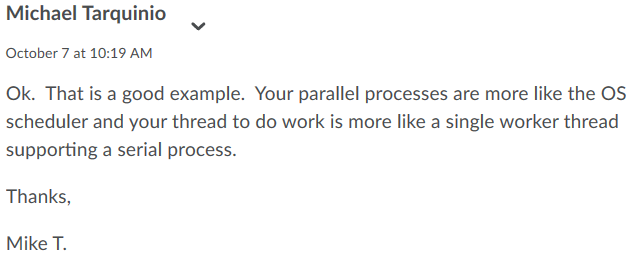 Michael Tarquinio
October 7 at 10:19 AM
Ok.  That is a good example.  Your parallel processes are more like the OS
scheduler and your thread to do work is more like a single worker thread
supporting a serial process.
Thanks,
Mike T.